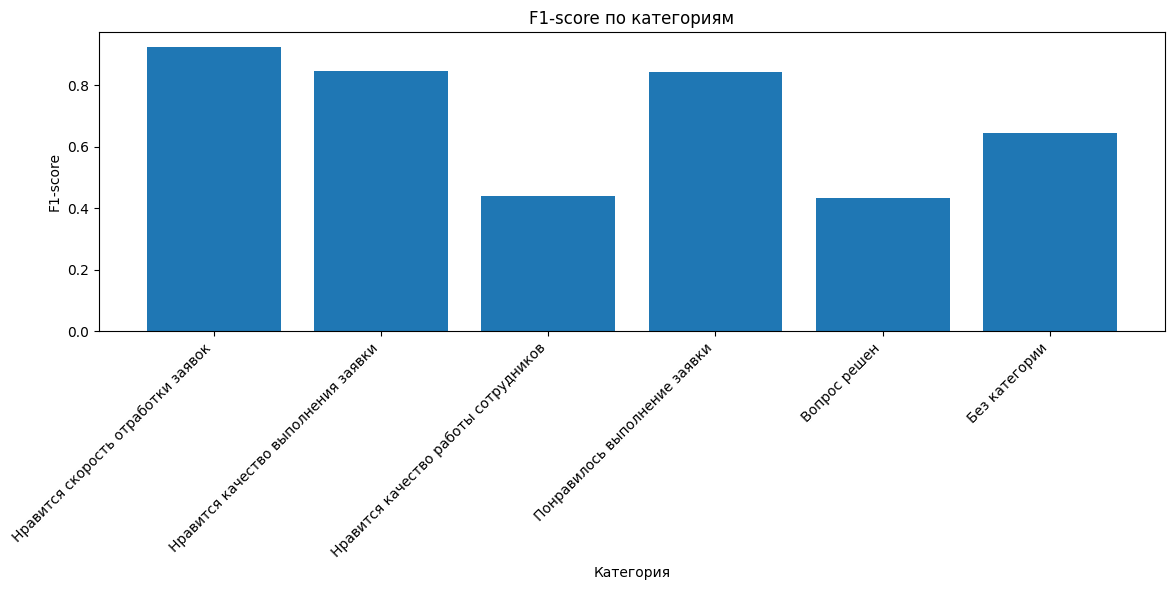 F1-score по категориям
F1-score
0.8
0.6
0.4
0.2
0.0
Нравится скорость отработки заявок
Нравится качество выполнения заявки
Нравится качество работы сотрудников
Понравилось выполнение заявки
Вопрос решен
Без категории
Категория